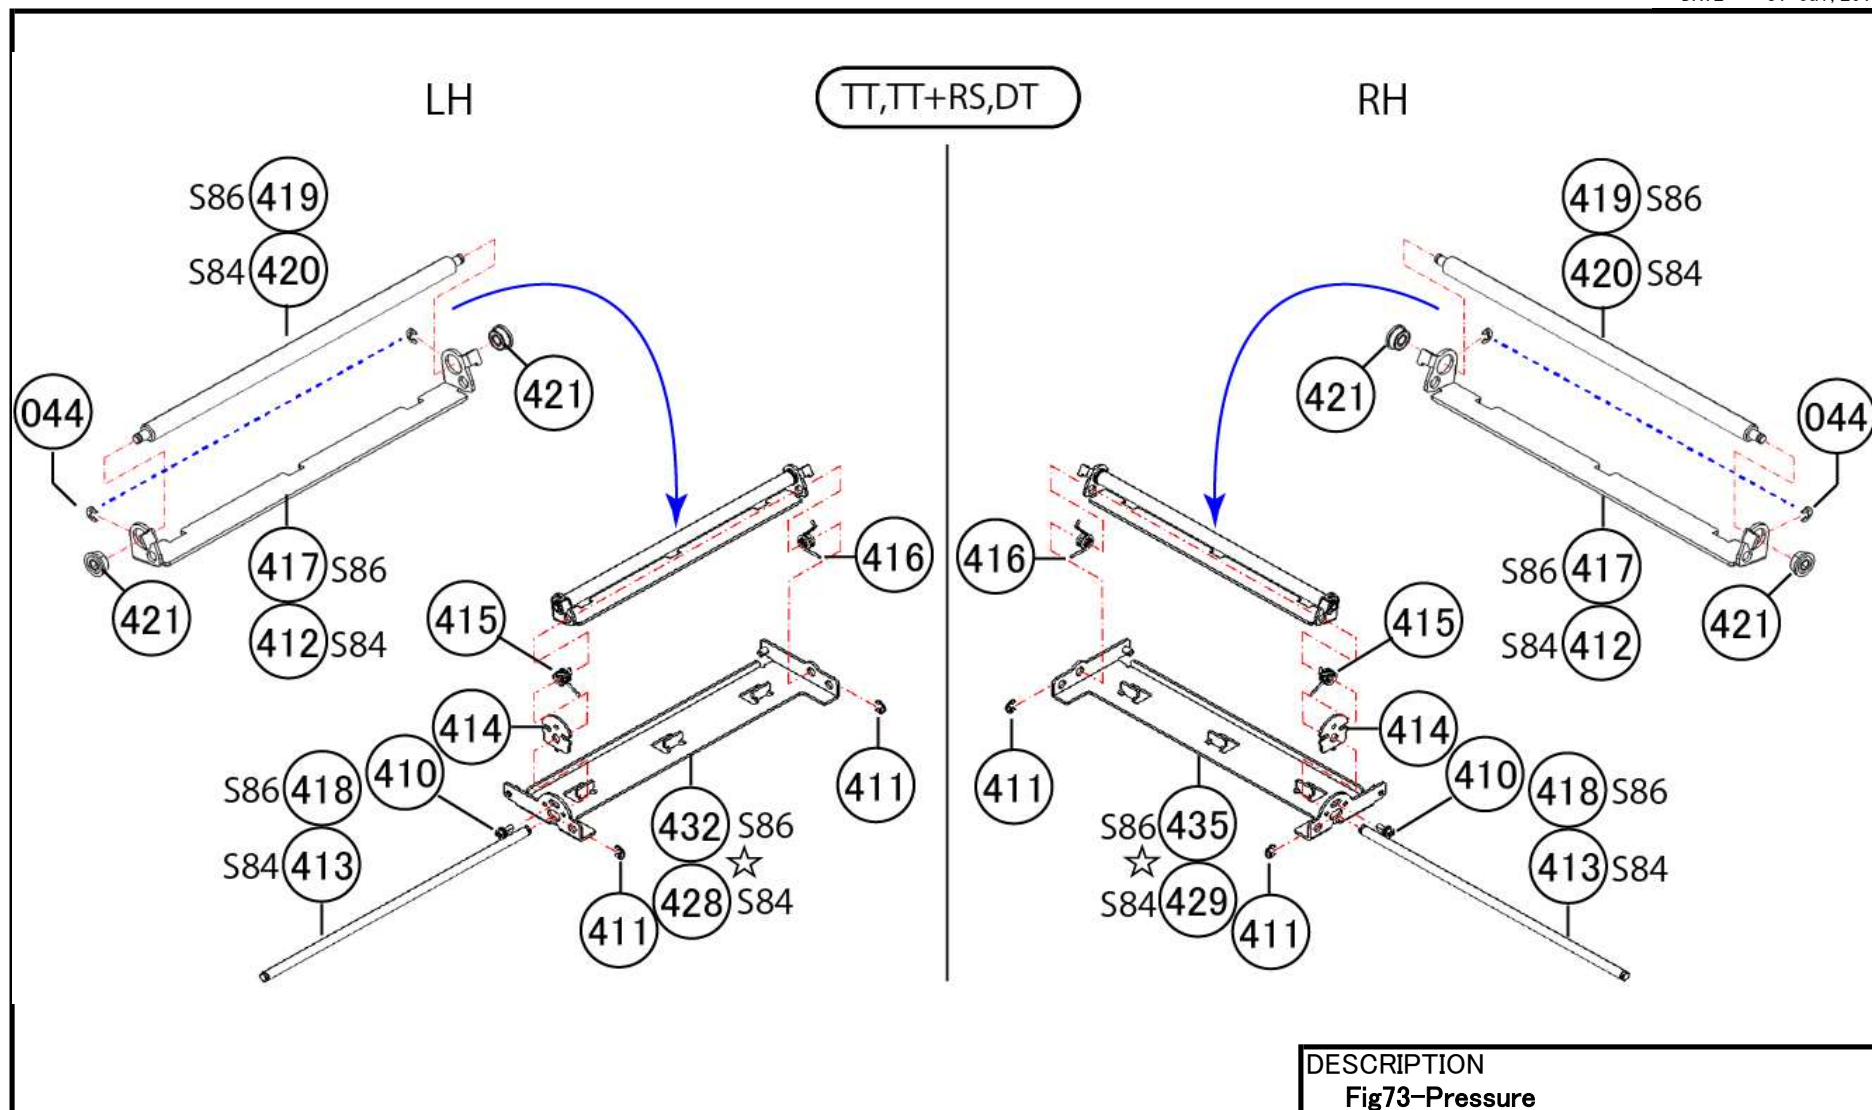 LH
TT,TT+RS,DT
RH
S86 419
S84 420
421
044
417 S86
412 S84
421
416
415
414
410
S86 418
S84 413
411
432 S86
☆
428 S84
411
419 S86
420 S84
421
044
S86 417
S84 412
421
416
415
414
410
418 S86
413 S84
411
S86 435
☆
S84 429
411
DESCRIPTION
Fig73-Pressure